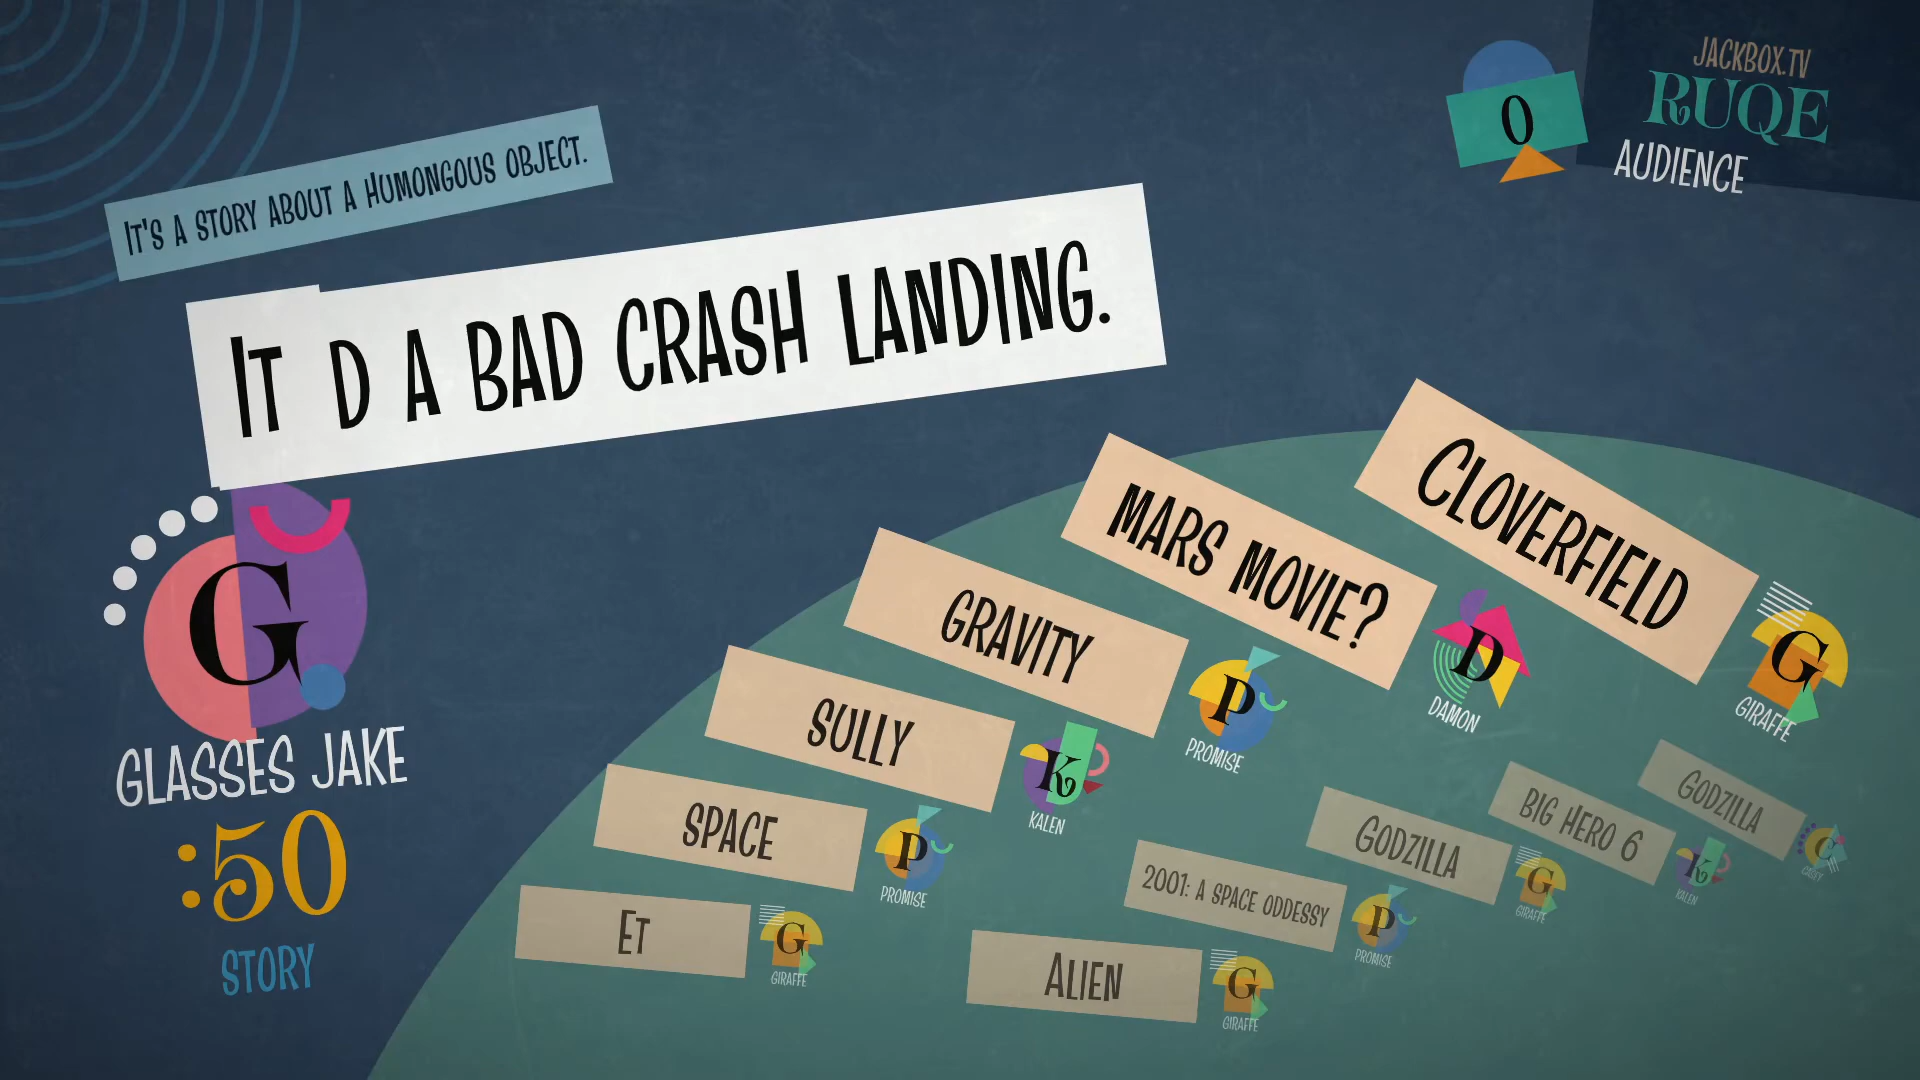 JACKBOX.TV
RUQE
0
AUDIENCE
IT'S A STORY ABOUT A HUMONGOUS OBJECT.
IT D A BAD CRASH LANDING.
G
GLASSES JAKE
:50
STORY
CLOVERFIELD
G
GIRAFFE
MARS MOVIE?
D
DAMON
GRAVITY
P
PROMISE
SULLY
K
KALEN
SPACE
P
PROMISE
ET
G
GIRAFFE
GODZILLA
C
CASEY
BIG HERO 6
K
KALEN
GODZILLA
G
GIRAFFE
2001: A SPACE ODDESSY
P
PROMISE
ALIEN
G
GIRAFFE